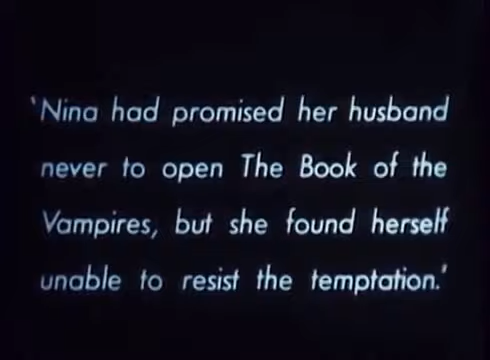 'Nina had promised her husband
never to open The Book of the
Vampires, but she found herself
unable to resist the temptation.'